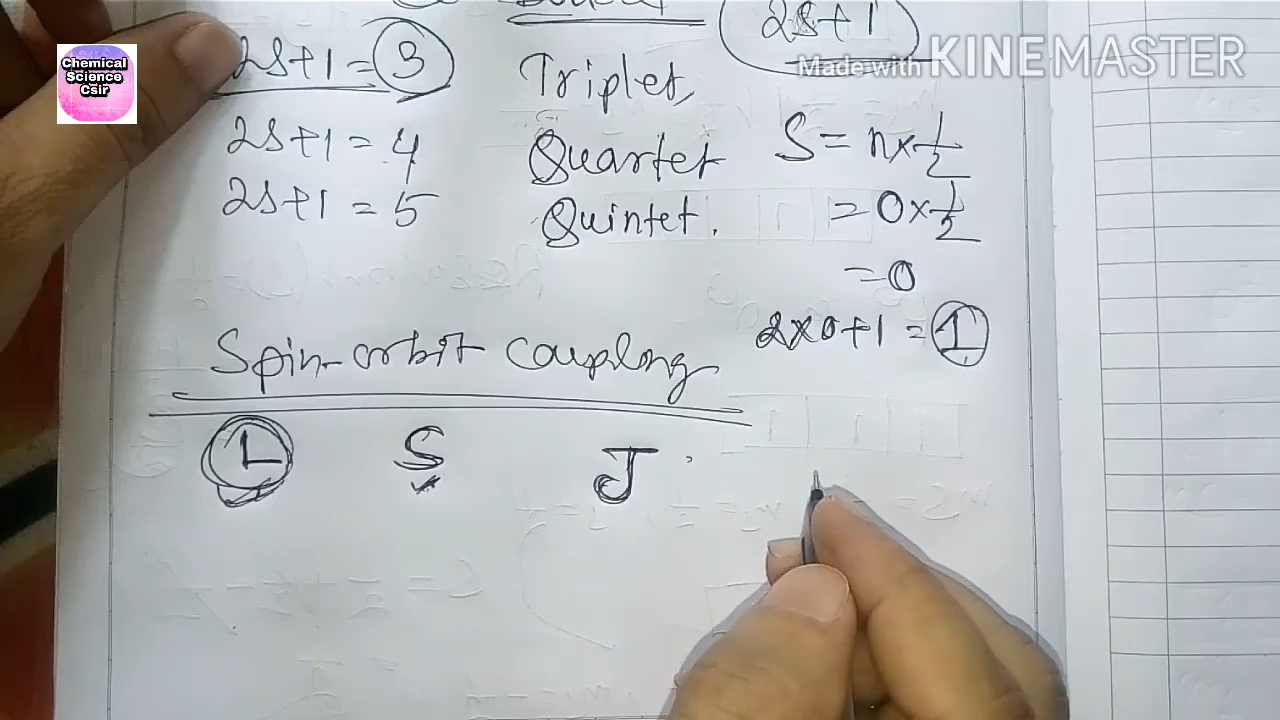 2s+1
Made with KINEMASTER
Chemical
Science
Csir
2s+1 = 3
Triplet,
2s+1 = 4
Quartet
S = n×1/2
2s+1 = 5
Quintet.
= 0×1/2
= 0
2×0+1 = 1
Spin-orbit Coupling
L S J